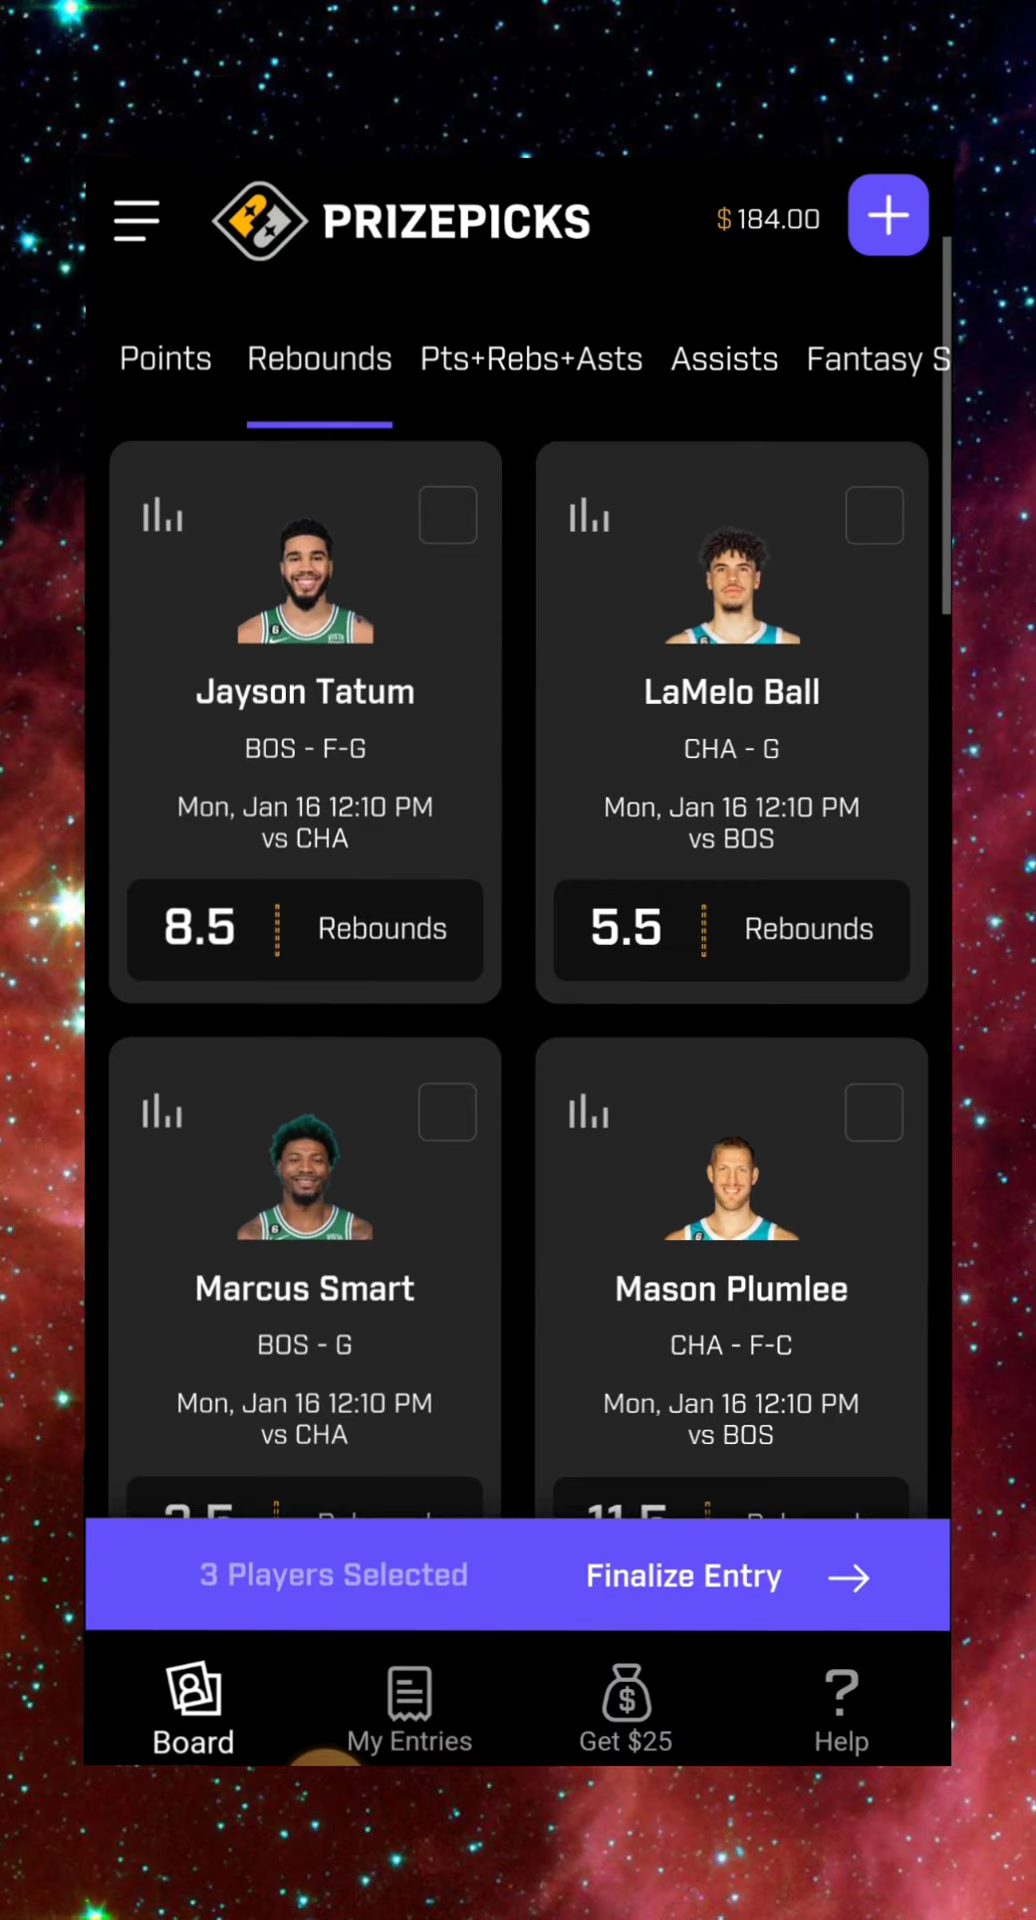 PRIZEPICKS
$ 184.00
Points Rebounds Pts+Rebs+Asts Assists Fantasy S
Jayson Tatum
BOS - F-G
Mon, Jan 16 12:10 PM
vs CHA
8.5 Rebounds
LaMelo Ball
CHA - G
Mon, Jan 16 12:10 PM
vs BOS
5.5 Rebounds
Marcus Smart
BOS - G
Mon, Jan 16 12:10 PM
vs CHA
Mason Plumlee
CHA - F-C
Mon, Jan 16 12:10 PM
vs BOS
11.5
3 Players Selected
Finalize Entry
Board
My Entries
Get $25
Help